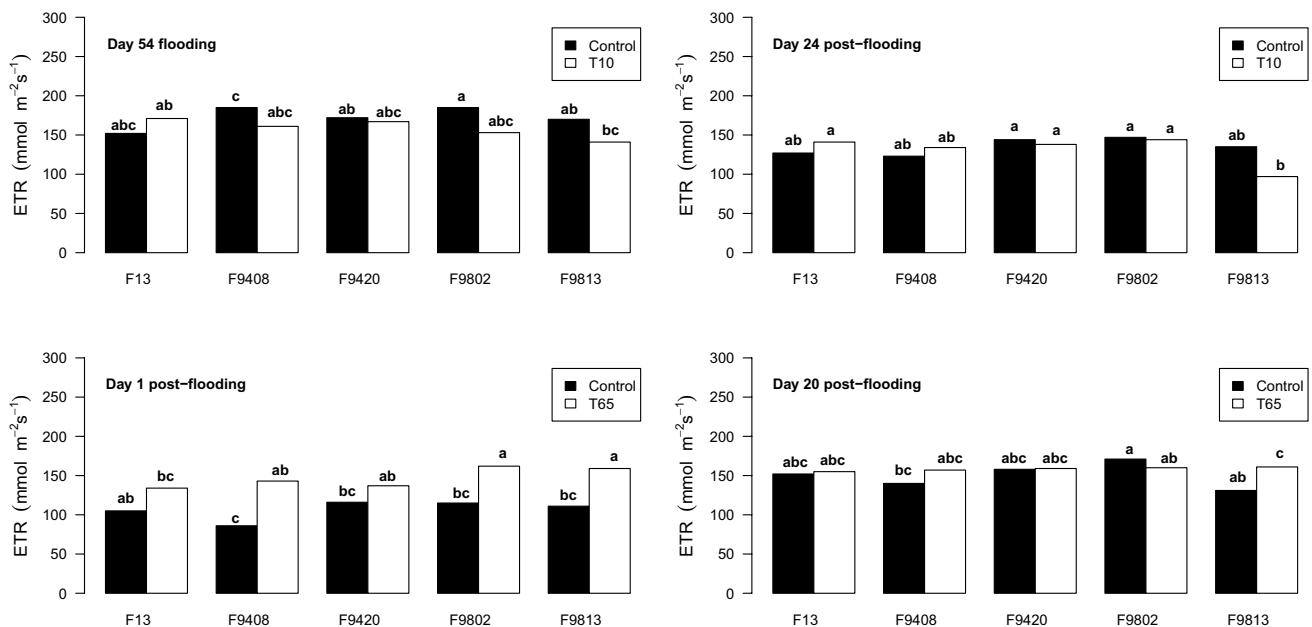 300
250
200
150
100
50
0
ETR (mmol m−2s−1)
Day 54 flooding
Control
T10
abc ab c abc ab abc a abc ab bc
F13 F9408 F9420 F9802 F9813
300
250
200
150
100
50
0
ETR (mmol m−2s−1)
Day 24 post−flooding
Control
T10
ab a ab ab a a a a ab b
F13 F9408 F9420 F9802 F9813
300
250
200
150
100
50
0
ETR (mmol m−2s−1)
Day 1 post−flooding
Control
T65
ab bc c ab bc ab bc a bc a
F13 F9408 F9420 F9802 F9813
300
250
200
150
100
50
0
ETR (mmol m−2s−1)
Day 20 post−flooding
Control
T65
abc abc bc abc abc abc a ab ab c
F13 F9408 F9420 F9802 F9813